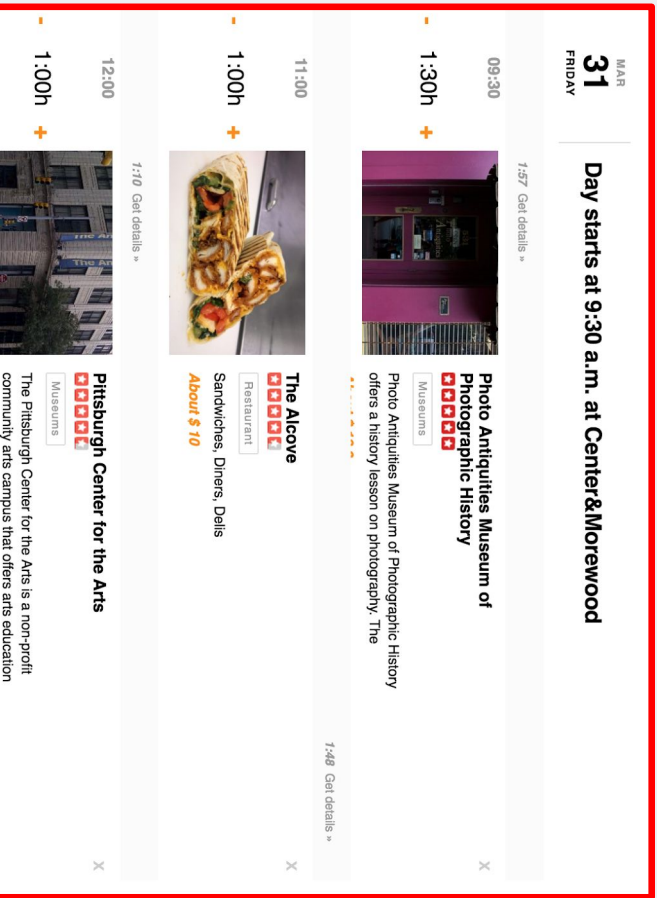 MAR
31
FRIDAY
Day starts at 9:30 a.m. at Center&Morewood
1:57 Get details »
09:30
- 1:30h +
Photo Antiquities Museum of
Photographic History
Museums
Photo Antiquities Museum of Photographic History
offers a history lesson on photography. The
X
1:48 Get details »
11:00
- 1:00h +
The Alcove
Restaurant
Sandwiches, Diners, Delis
About $ 10
X
1:10 Get details »
12:00
- 1:00h +
Pittsburgh Center for the Arts
Museums
The Pittsburgh Center for the Arts is a non-profit
community arts campus that offers arts education
X